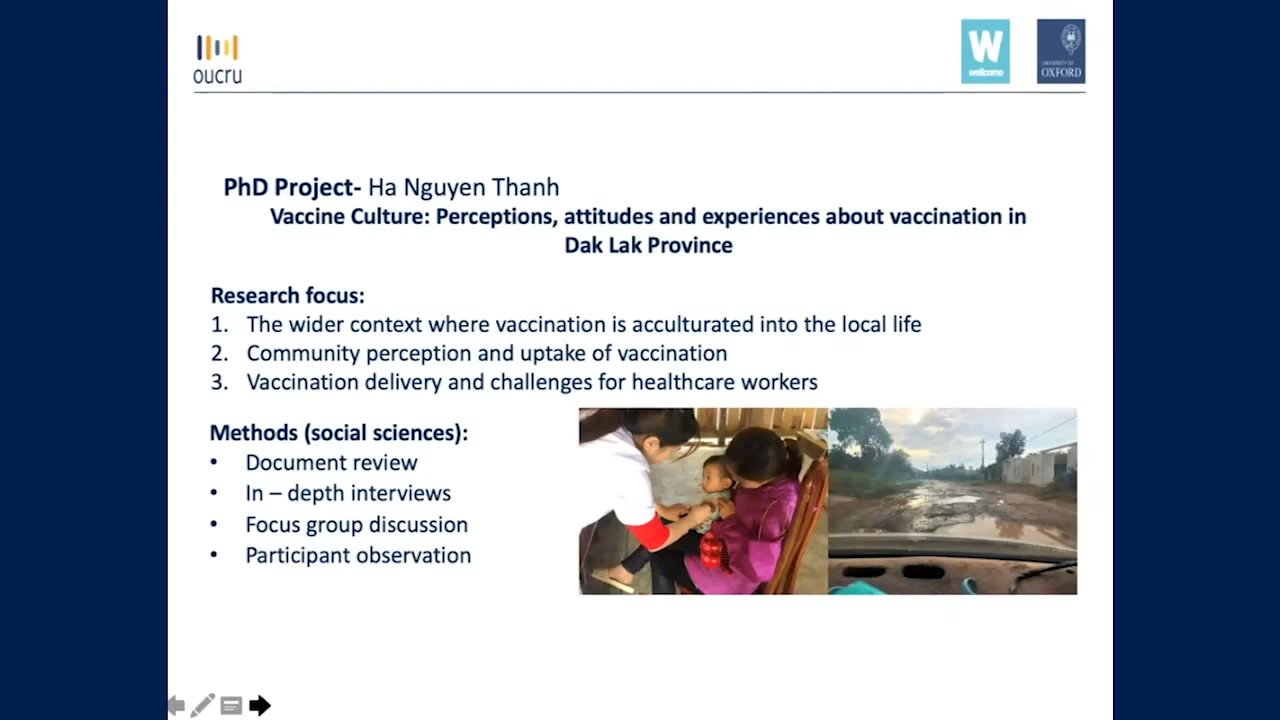 oucru
W
wellcome
UNIVERSITY OF
OXFORD
PhD Project- Ha Nguyen Thanh
Vaccine Culture: Perceptions, attitudes and experiences about vaccination in
Dak Lak Province
Research focus:
1. The wider context where vaccination is acculturated into the local life
2. Community perception and uptake of vaccination
3. Vaccination delivery and challenges for healthcare workers
Methods (social sciences):
• Document review
• In – depth interviews
• Focus group discussion
• Participant observation